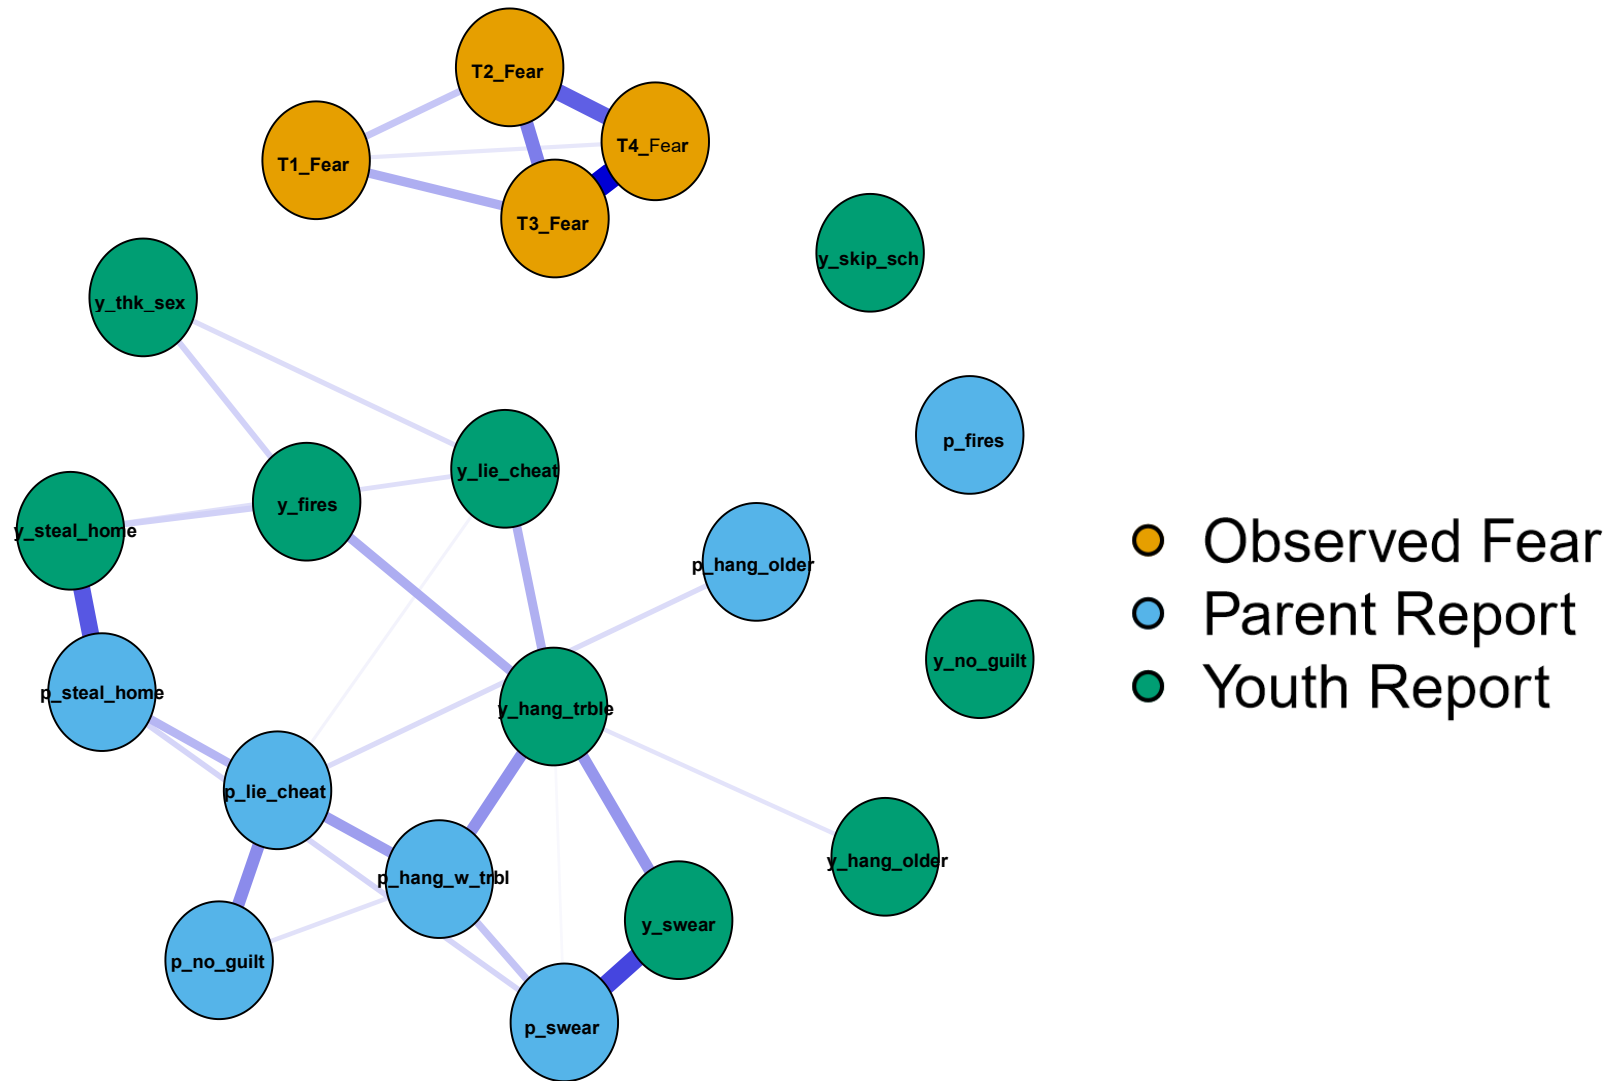 T2_Fear
T4_Fear
T1_Fear
T3_Fear
y_skip_sch
y_thk_sex
p_fires
y_lie_cheat
y_fires
y_steal_home
p_hang_older
y_no_guilt
p_steal_home
y_hang_trble
p_lie_cheat
y_hang_older
p_hang_w_trbl
y_swear
p_no_guilt
p_swear
Observed Fear
Parent Report
Youth Report